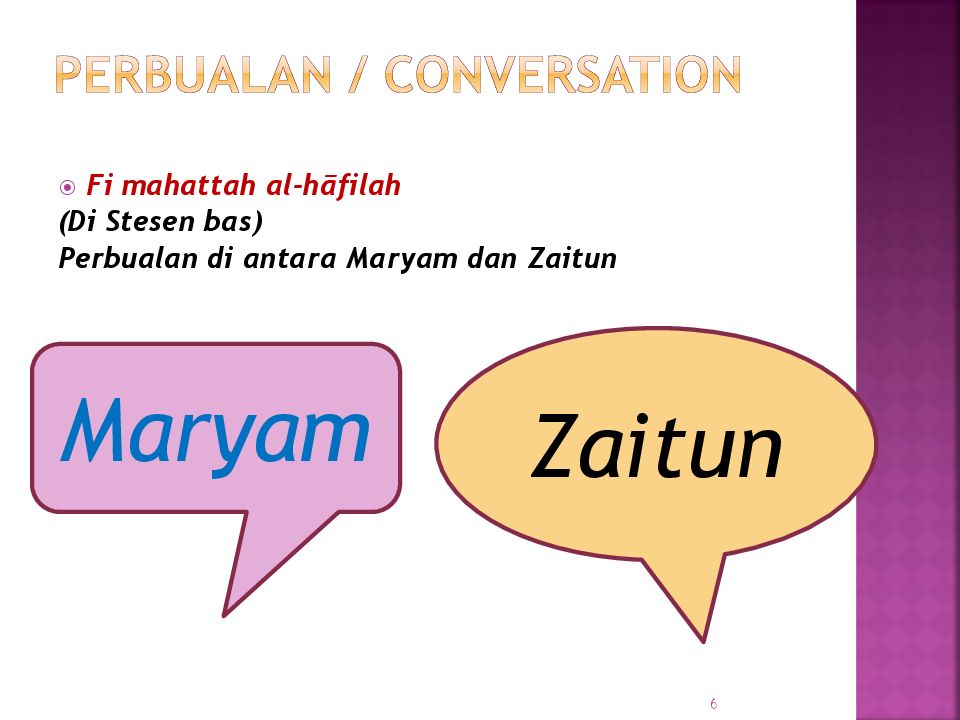 PERBUALAN / CONVERSATION
Fi mahattah al-hāfilah
(Di Stesen bas)
Perbualan di antara Maryam dan Zaitun
Maryam
Zaitun
6